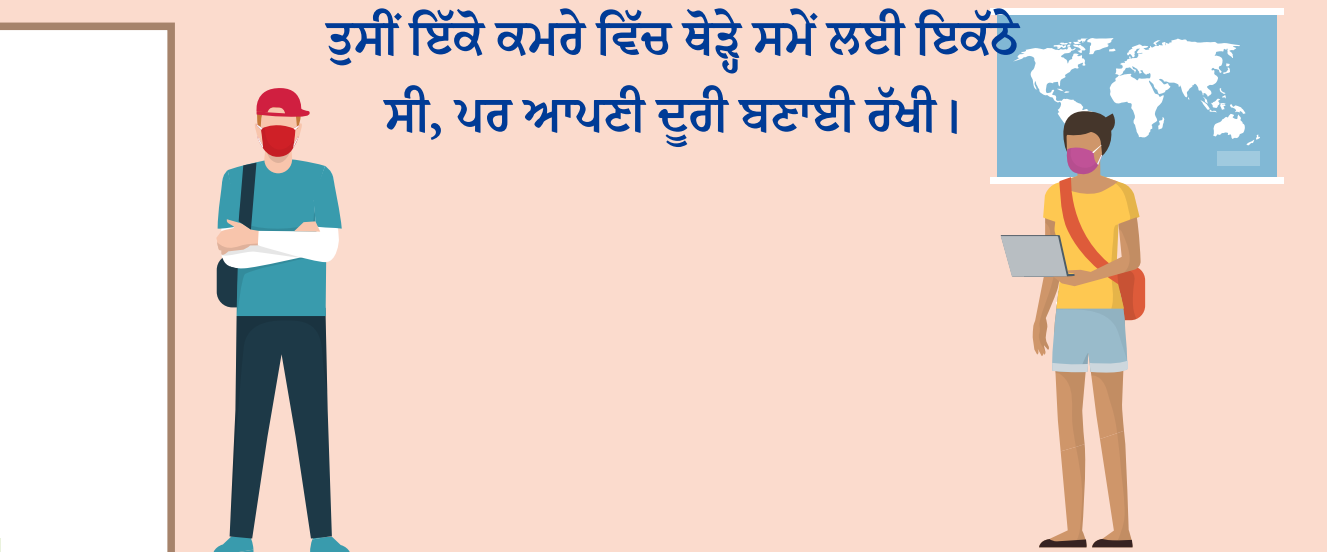 ਤੁਸੀਂ ਇੱਕੋ ਕਮਰੇ ਵਿੱਚ ਥੋੜ੍ਹੇ ਸਮੇਂ ਲਈ ਇਕੱਠੇ
ਸੀ, ਪਰ ਆਪਣੀ ਦੂਰੀ ਬਣਾਈ ਰੱਖੀ।